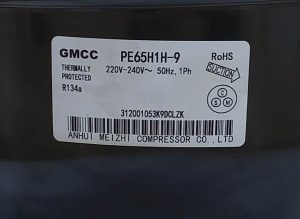 GMCC PE65H1H-9
THERMALLY PROTECTED
220V-240V~ 50Hz, 1Ph
RoHS
R134a
SUCTION
C
S M
312001053K9DCLZK
ANHUI MEIZHI COMPRESSOR CO., LTD